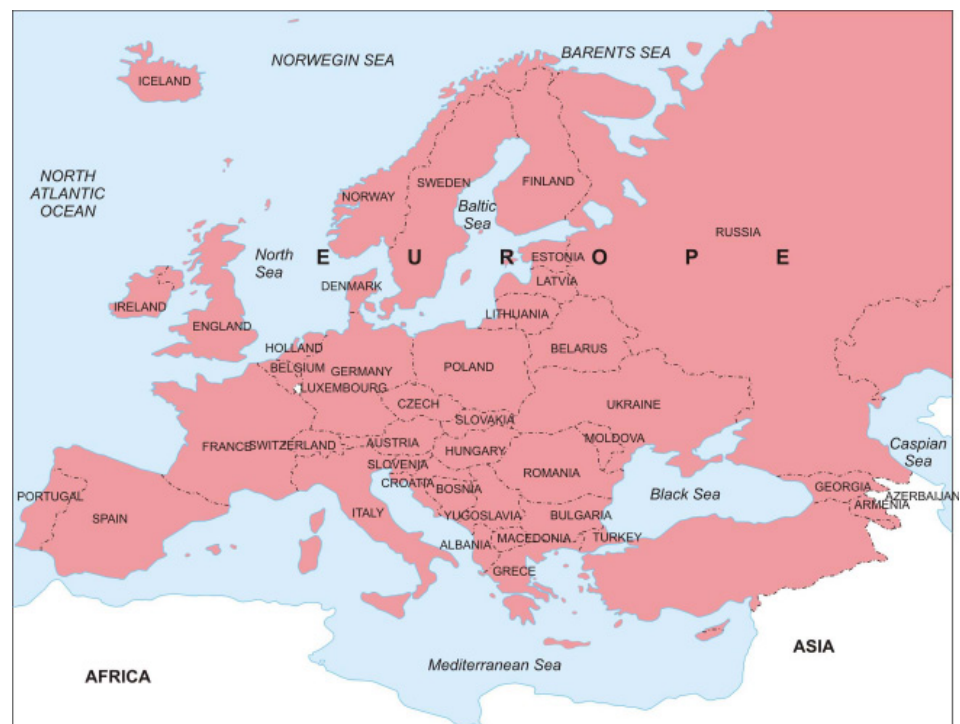 NORWEGIN SEA
BARENTS SEA
ICELAND
NORTH
ATLANTIC
OCEAN
SWEDEN
FINLAND
NORWAY
Baltic
Sea
RUSSIA
North
Sea
E U R O P E
ESTONIA
LATVIA
DENMARK
IRELAND
LITHUANIA
ENGLAND
HOLLAND
BELARUS
BELSIUM
GERMANY
POLAND
LUXEMBOURG
CZECH
UKRAINE
SLOVAKIA
MOLDOVA
FRANCS
SWITZERLAND
AUSTRIA
HUNGARY
Caspian
Sea
SLOVENIA
ROMANIA
CROATIA
BOSNIA
GEORGIA
PORTUGAL
Black Sea
AZERBAIJAN
ARMENIA
SPAIN
ITALY
YUGOSLAVIA
BULGARIA
ALBANIA
MACEDONIA
TURKEY
GRECE
ASIA
Mediterranean Sea
AFRICA